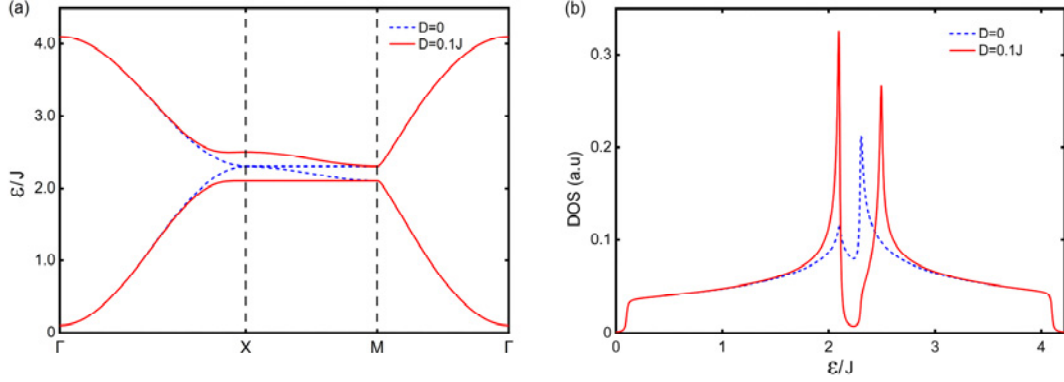 (a)
D=0
D=0.1J
4.0
3.0
2.0
1.0
0
ε/J
Γ
X
M
Γ
(b)
D=0
D=0.1J
0.3
0.2
0.1
0
DOS (a.u)
0
1
2
3
4
ε/J